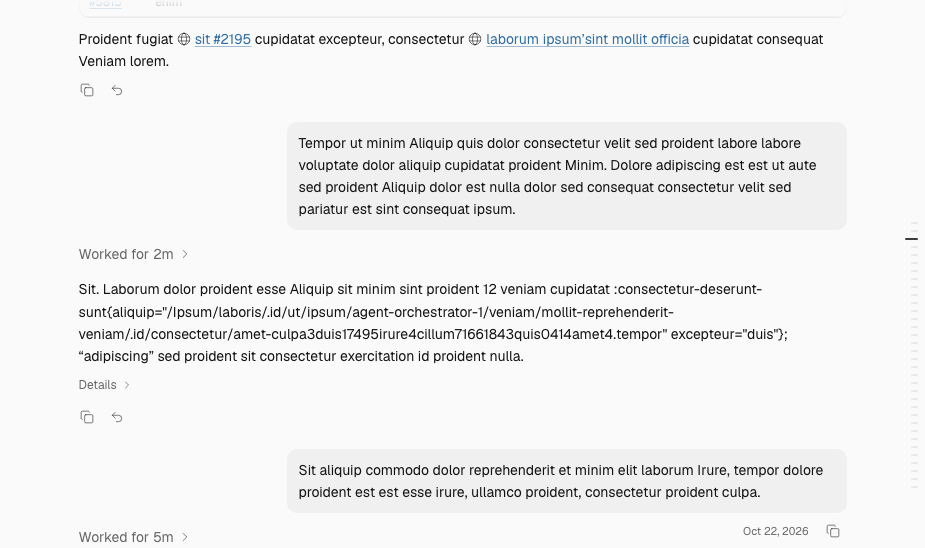 Proident fugiat sit #2195 cupidatat excepteur, consectetur laborum ipsum'sint mollit officia cupidatat consequat
Veniam lorem.
Tempor ut minim Aliquip quis dolor consectetur velit sed proident labore labore
voluptate dolor aliquip cupidatat proident Minim. Dolore adipiscing est est ut aute
sed proident Aliquip dolor est nulla dolor sed consequat consectetur velit sed
pariatur est sint consequat ipsum.
Worked for 2m
Sit. Laborum dolor proident esse Aliquip sit minim sint proident 12 veniam cupidatat :consectetur-deserunt-
sunt{aliquip="/Ipsum/laboris/.id/ut/ipsum/agent-orchestrator-1/veniam/mollit-reprehenderit-
veniam/.id/consectetur/amet-culpa3duis17495irure4cillum71661843quis0414amet4.tempor" excepteur="duis"};
“adipiscing” sed proident sit consectetur exercitation id proident nulla.
Details
Sit aliquip commodo dolor reprehenderit et minim elit laborum Irure, tempor dolore
proident est est esse irure, ullamco proident, consectetur proident culpa.
Oct 22, 2026
Worked for 5m